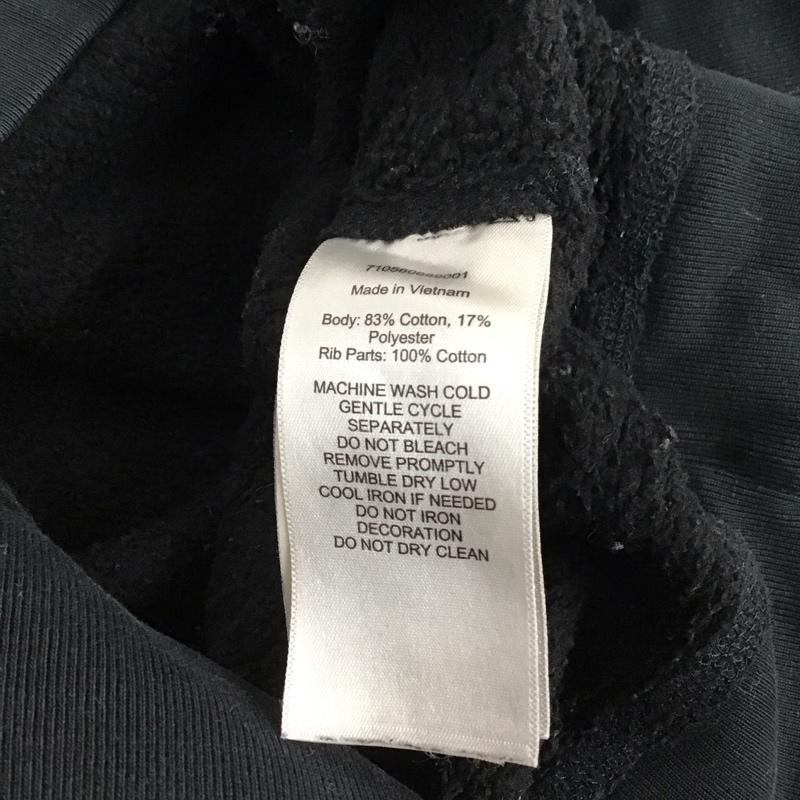 Made in Vietnam
Body: 83% Cotton, 17%
Polyester
Rib Parts: 100% Cotton
MACHINE WASH COLD
GENTLE CYCLE
SEPARATELY
DO NOT BLEACH
REMOVE PROMPTLY
TUMBLE DRY LOW
COOL IRON IF NEEDED
DO NOT IRON
DECORATION
DO NOT DRY CLEAN